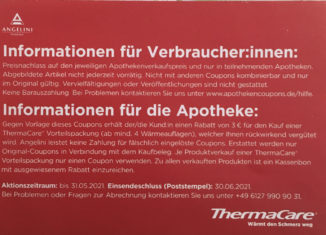 ANGELINI
PHARMA
Informationen für Verbraucher:innen:
Preisnachlass auf den jeweiligen Apothekenverkaufspreis und nur in teilnehmenden Apotheken.
Abgebildete Artikel nicht jederzeit vorrätig. Nicht mit anderen Coupons kombinierbar und nur
im Original gültig: Vervielfältigungen oder Veröffentlichungen sind nicht gestattet.
Keine Barauszahlung. Bei Problemen kontaktieren Sie uns unter www.apothekencoupons.de/hilfe.
Informationen für die Apotheke:
Gegen Vorlage dieses Coupons erhält der/die Kund:in einen Rabatt von 3 € für den Kauf einer
ThermaCare® Vorteilspackung (ab mind. 4 Wärmeauflagen), welcher Ihnen rückwirkend vergütet
wird. Angelini leistet keine Zahlung für fälschlich eingelöste Coupons. Erstattet werden nur
Original-Coupons in Verbindung mit dem Kaufbeleg. Je Produktverkauf einer ThermaCare®
Vorteilspackung nur einen Coupon verwenden. Zu allen verkauften Produkten ist ein Kassenbon
mit ausgewiesenem Rabatt einzureichen.
Aktionszeitraum: bis 31.05.2021. Einsendeschluss (Poststempel): 30.06.2021.
Bei Problemen oder Fragen zur Abrechnung kontaktieren Sie uns unter +49 6127 990 90 31.
ThermaCare®
Wärmt den Schmerz weg